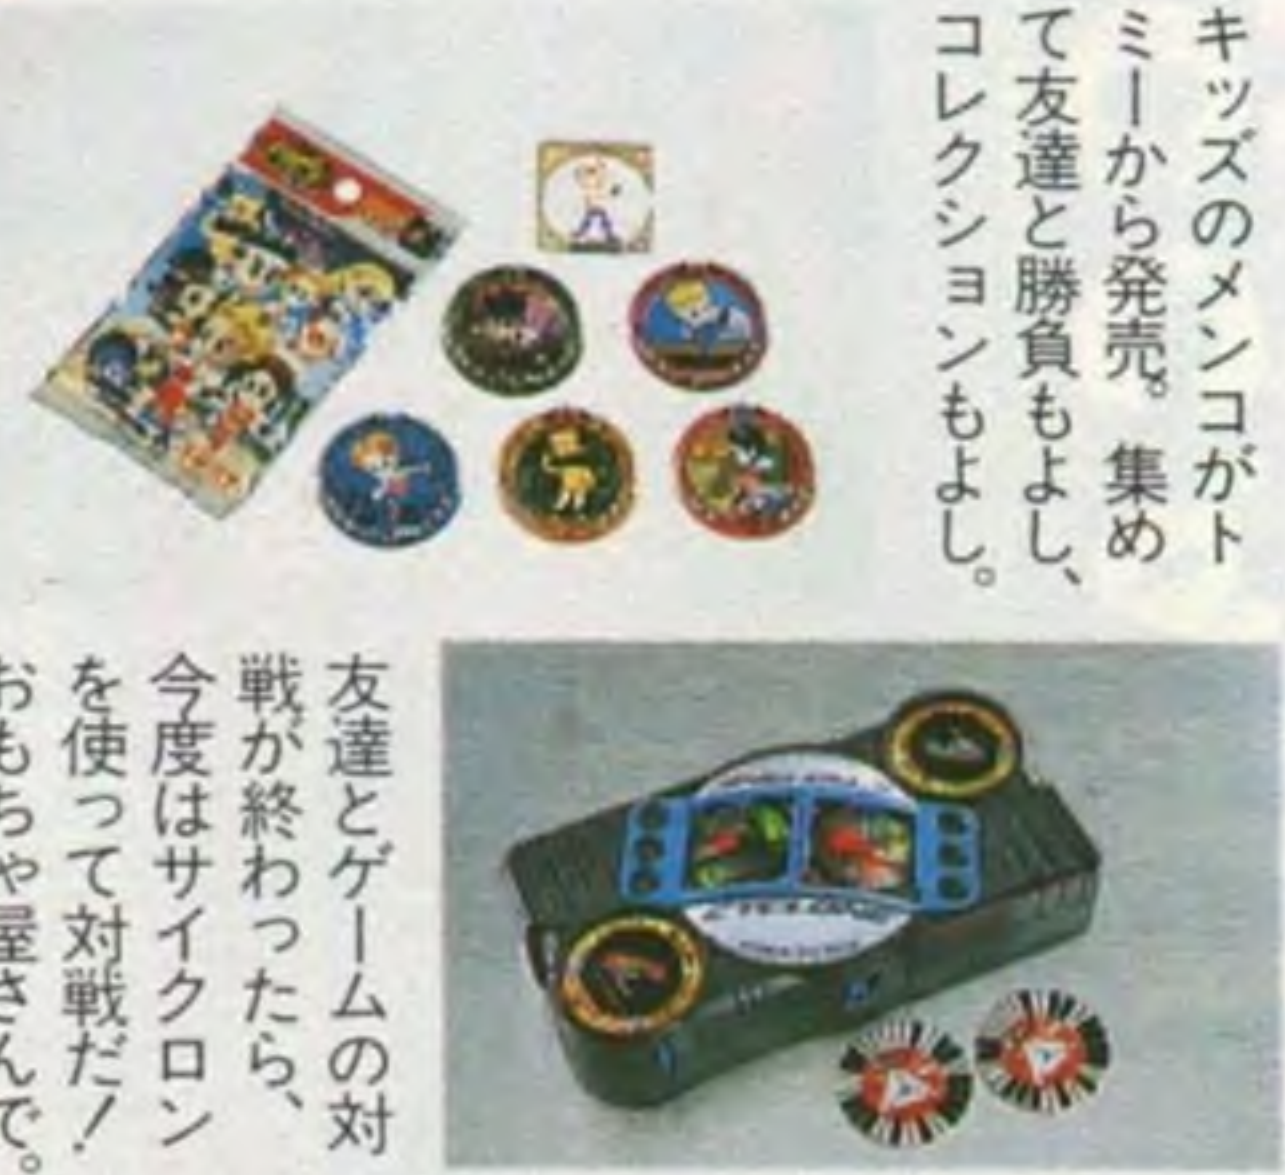 キッズのメンコがト
ミーから発売。集め
て友達と勝負もよし、
コレクションもよし。
友達とゲームの対
戦が終わったら、
今度はサイクロン
を使って対戦だ！
おもちゃ屋さんで。